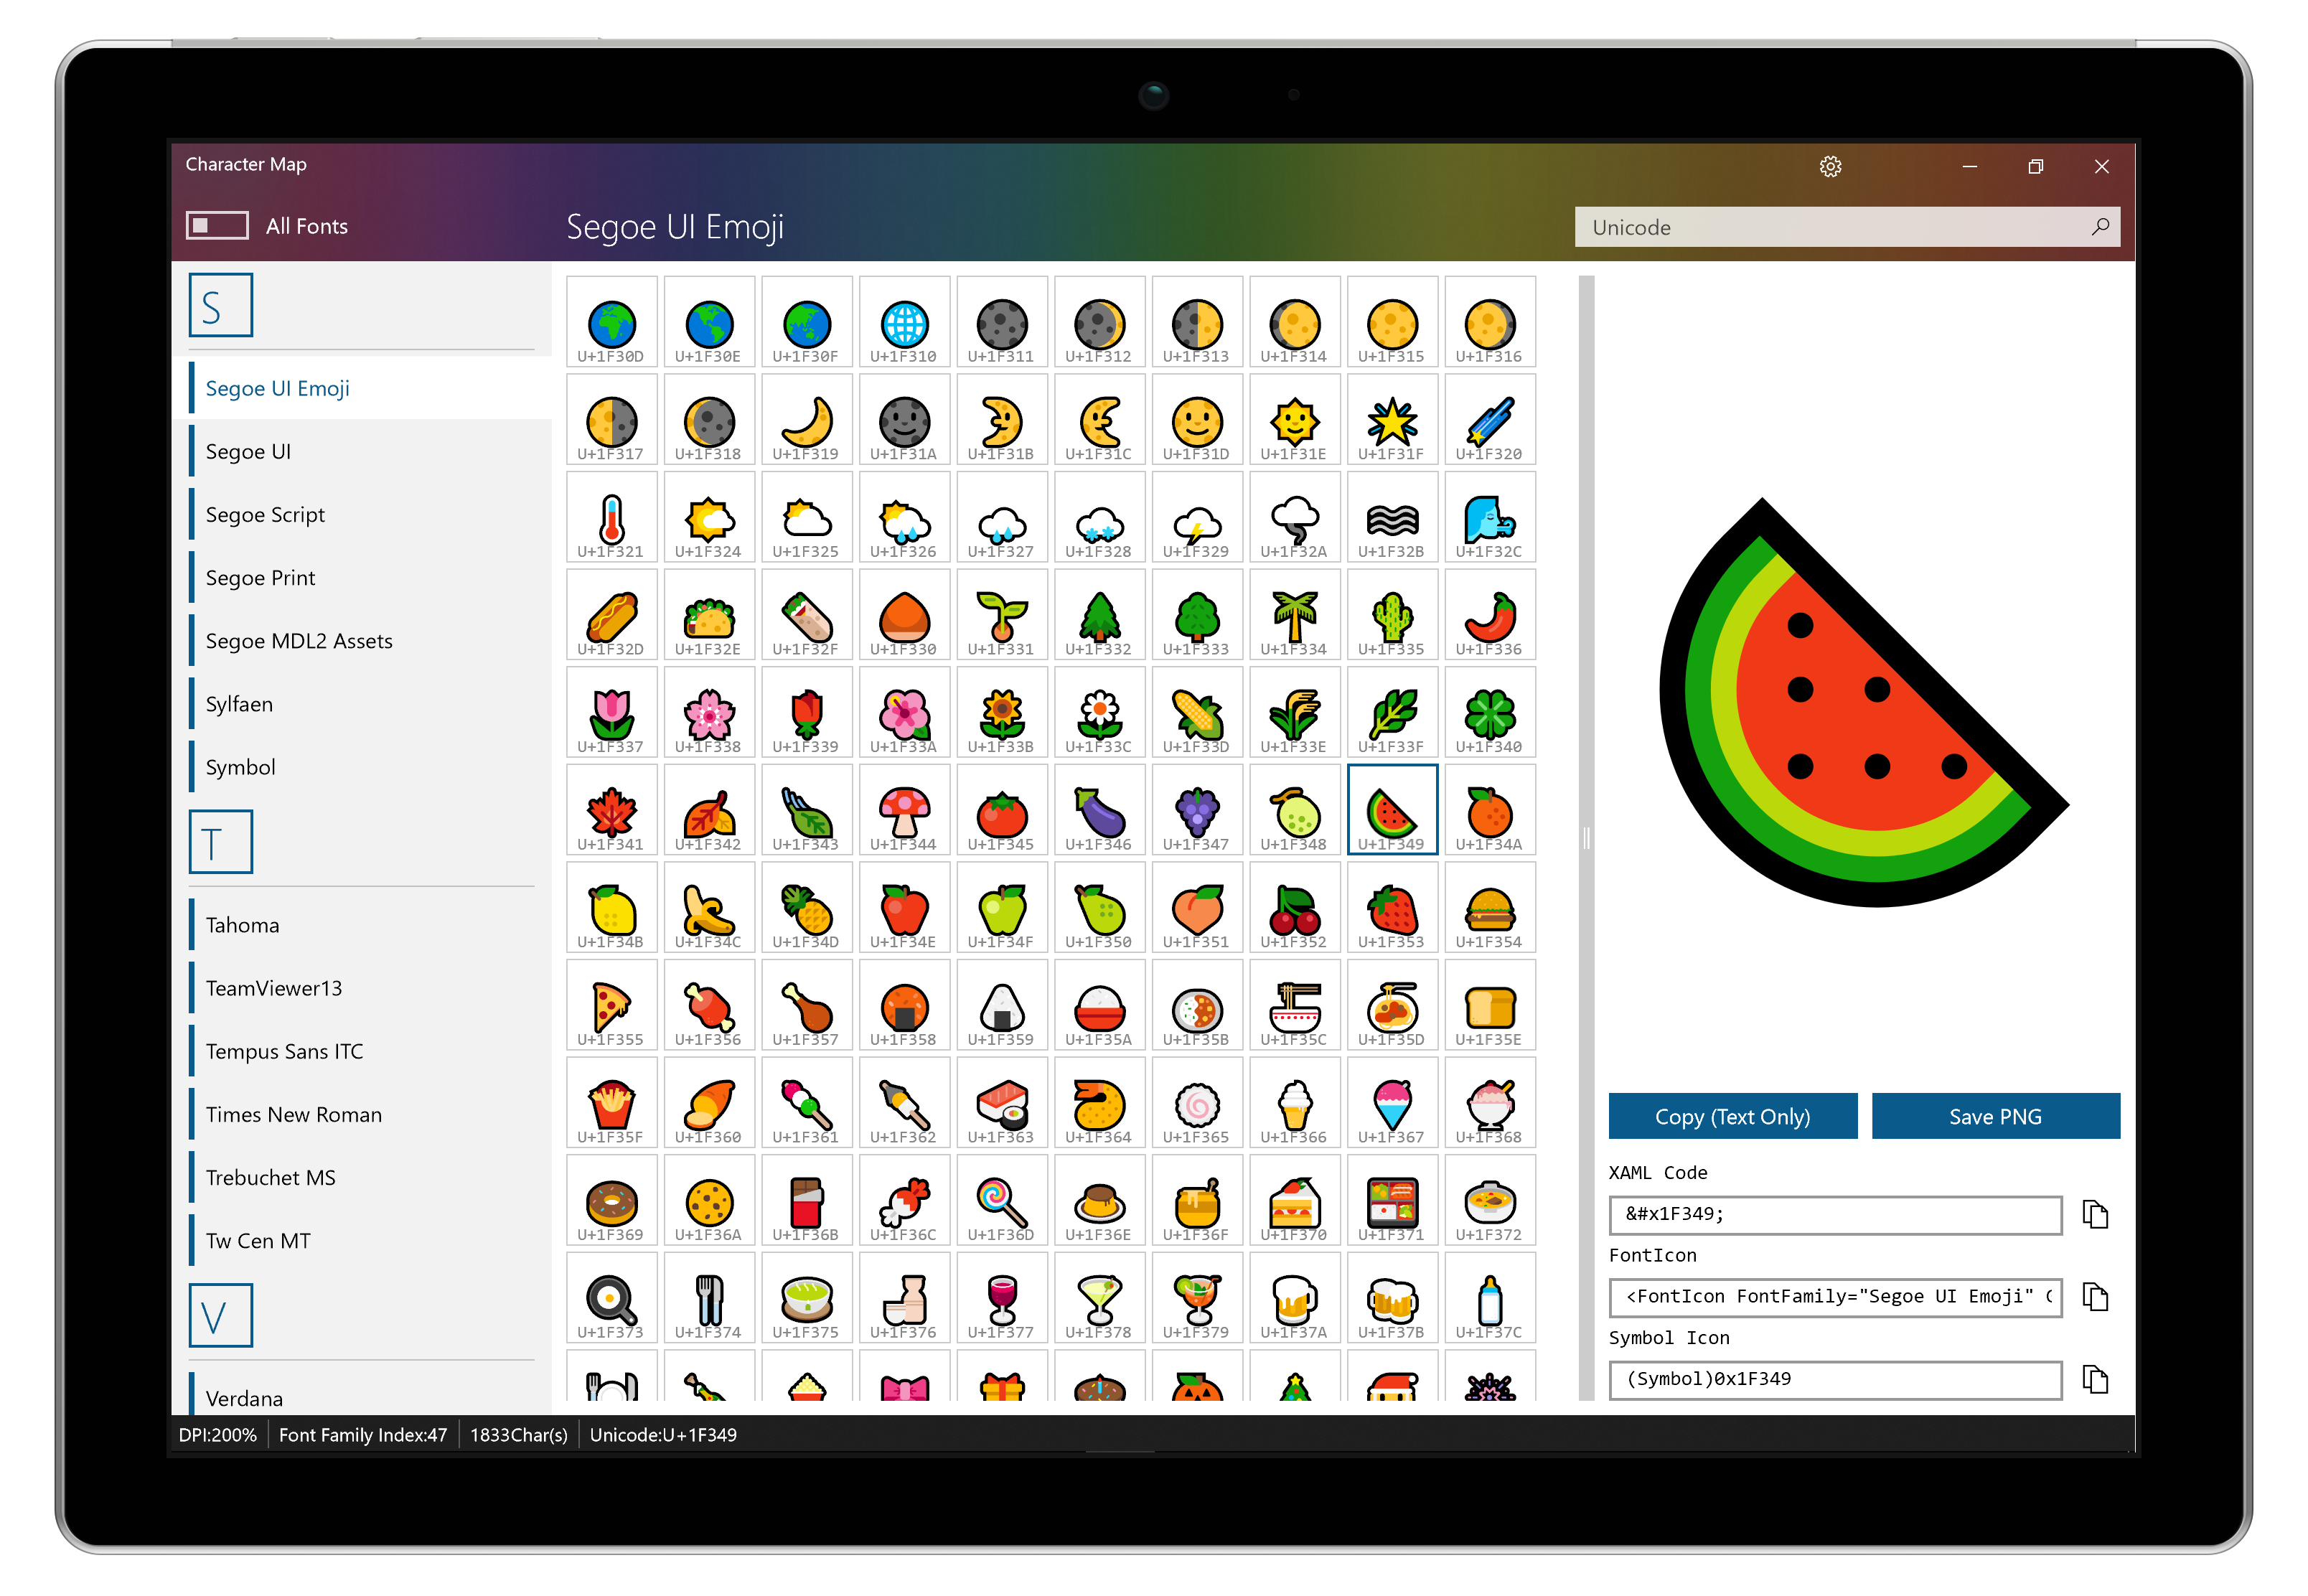 Character Map
All Fonts
Segoe UI Emoji
Unicode
S
Segoe UI Emoji
Segoe UI
Segoe Script
Segoe Print
Segoe MDL2 Assets
Sylfaen
Symbol
T
Tahoma
TeamViewer13
Tempus Sans ITC
Times New Roman
Trebuchet MS
Tw Cen MT
V
Verdana
U+1F30D U+1F30E U+1F30F U+1F310 U+1F311 U+1F312 U+1F313 U+1F314 U+1F315 U+1F316
U+1F317 U+1F318 U+1F319 U+1F31A U+1F31B U+1F31C U+1F31D U+1F31E U+1F31F U+1F320
U+1F321 U+1F324 U+1F325 U+1F326 U+1F327 U+1F328 U+1F329 U+1F32A U+1F32B U+1F32C
U+1F32D U+1F32E U+1F32F U+1F330 U+1F331 U+1F332 U+1F333 U+1F334 U+1F335 U+1F336
U+1F337 U+1F338 U+1F339 U+1F33A U+1F33B U+1F33C U+1F33D U+1F33E U+1F33F U+1F340
U+1F341 U+1F342 U+1F343 U+1F344 U+1F345 U+1F346 U+1F347 U+1F348 U+1F349 U+1F34A
U+1F34B U+1F34C U+1F34D U+1F34E U+1F34F U+1F350 U+1F351 U+1F352 U+1F353 U+1F354
U+1F355 U+1F356 U+1F357 U+1F358 U+1F359 U+1F35A U+1F35B U+1F35C U+1F35D U+1F35E
U+1F35F U+1F360 U+1F361 U+1F362 U+1F363 U+1F364 U+1F365 U+1F366 U+1F367 U+1F368
U+1F369 U+1F36A U+1F36B U+1F36C U+1F36D U+1F36E U+1F36F U+1F370 U+1F371 U+1F372
U+1F373 U+1F374 U+1F375 U+1F376 U+1F377 U+1F378 U+1F379 U+1F37A U+1F37B U+1F37C
Copy (Text Only)
Save PNG
XAML Code
&#x1F349;
FontIcon
<FontIcon FontFamily="Segoe UI Emoji"
Symbol Icon
(Symbol)0x1F349
DPI:200% Font Family Index:47 1833Char(s) Unicode:U+1F349